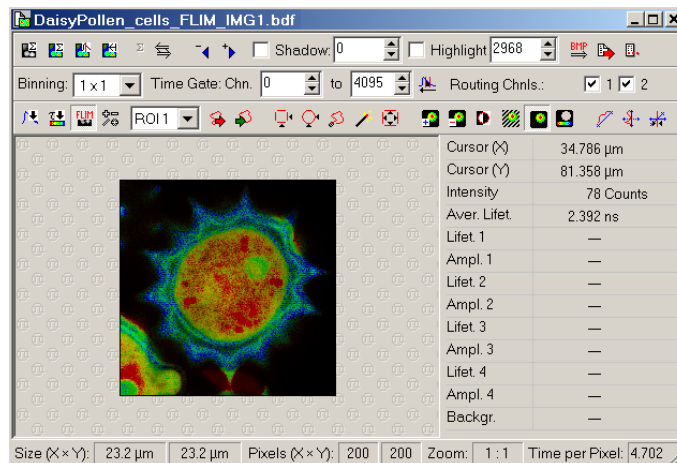 DaisyPollen_cells_FLIM_IMG1.bdf
Shadow: 0 Highlight 2968 BMP
Binning: 1 x 1 Time Gate: Chn. 0 to 4095 Routing Chnls.: 1 2
FLIM ROI 1
Cursor (X) 34.786 µm
Cursor (Y) 81.358 µm
Intensity 78 Counts
Aver. Lifet. 2.392 ns
Lifet. 1 —
Ampl. 1 —
Lifet. 2 —
Ampl. 2 —
Lifet. 3 —
Ampl. 3 —
Lifet. 4 —
Ampl. 4 —
Backgr. —
Size (X × Y): 23.2 µm 23.2 µm Pixels (X × Y): 200 200 Zoom: 1 : 1 Time per Pixel: 4.702